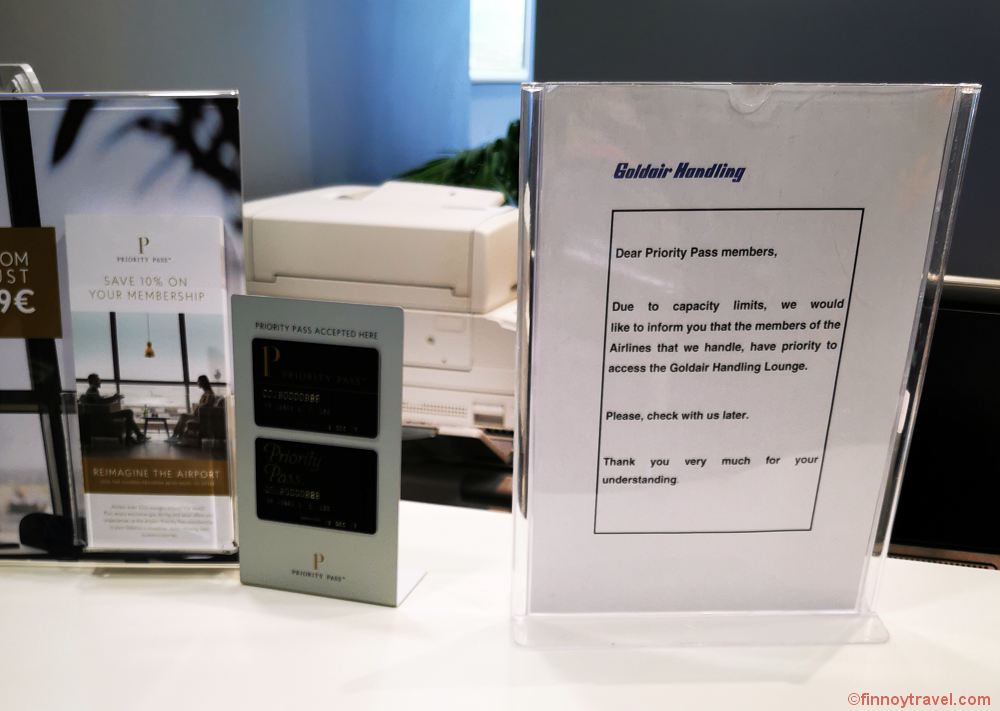 OM
UST
9€
P
PRIORITY PASS
SAVE 10% ON
YOUR MEMBERSHIP
REIMAGINE THE AIRPORT
PRIORITY PASS ACCEPTED HERE
P PRIORITY PASS™
Priority
Pass
P
PRIORITY PASS™
Goldair Handling
Dear Priority Pass members,
Due to capacity limits, we would
like to inform you that the members of the
Airlines that we handle, have priority to
access the Goldair Handling Lounge.
Please, check with us later.
Thank you very much for your
understanding.
©finnoytravel.com